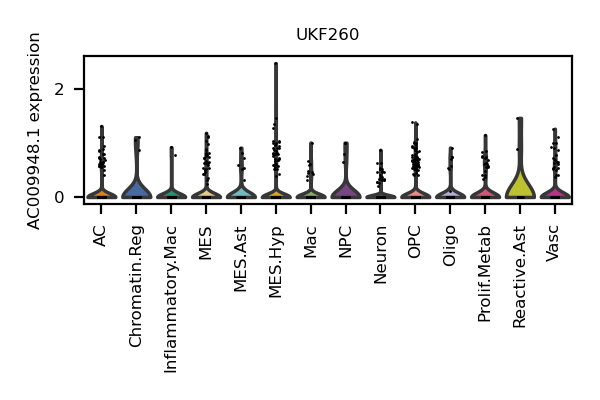 UKF260
AC009948.1 expression
2
0
AC
Chromatin.Reg
Inflammatory.Mac
MES
MES.Ast
MES.Hyp
Mac
NPC
Neuron
OPC
Oligo
Prolif.Metab
Reactive.Ast
Vasc